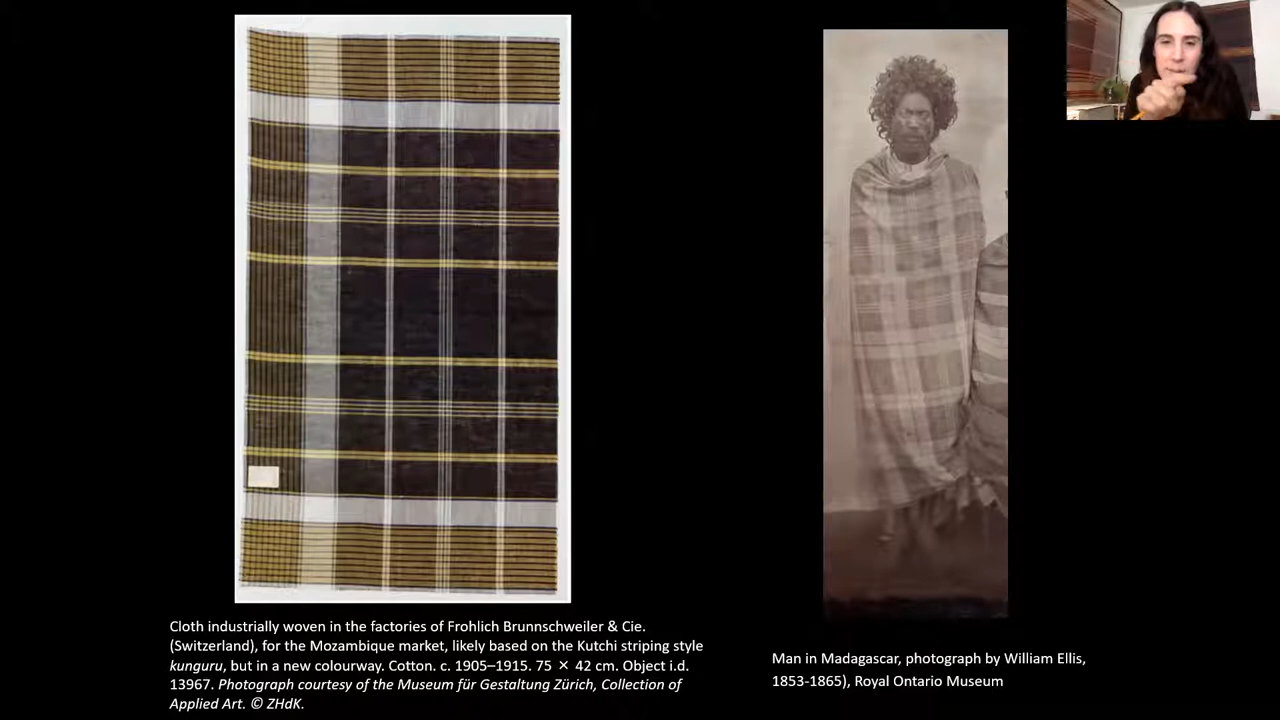 Cloth industrially woven in the factories of Frohlich Brunnschweiler & Cie.
(Switzerland), for the Mozambique market, likely based on the Kutchi striping style
kunguru, but in a new colourway. Cotton. c. 1905–1915. 75 × 42 cm. Object i.d.
13967. Photograph courtesy of the Museum für Gestaltung Zürich, Collection of
Applied Art. © ZHdK.
Man in Madagascar, photograph by William Ellis,
1853-1865), Royal Ontario Museum